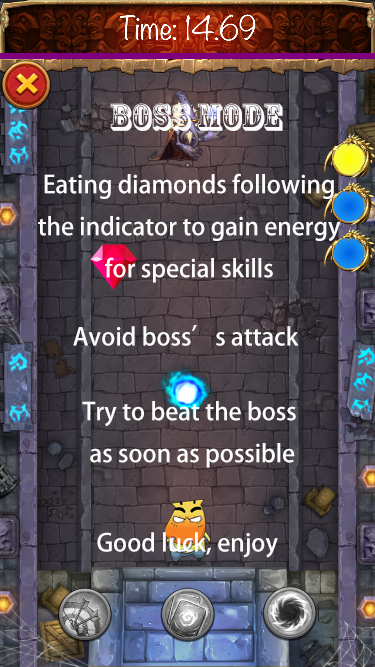 Time: 14.69
BOSS MODE
Eating diamonds following
the indicator to gain energy
for special skills
Avoid boss′ s attack
Try to beat the boss
as soon as possible
Good luck, enjoy